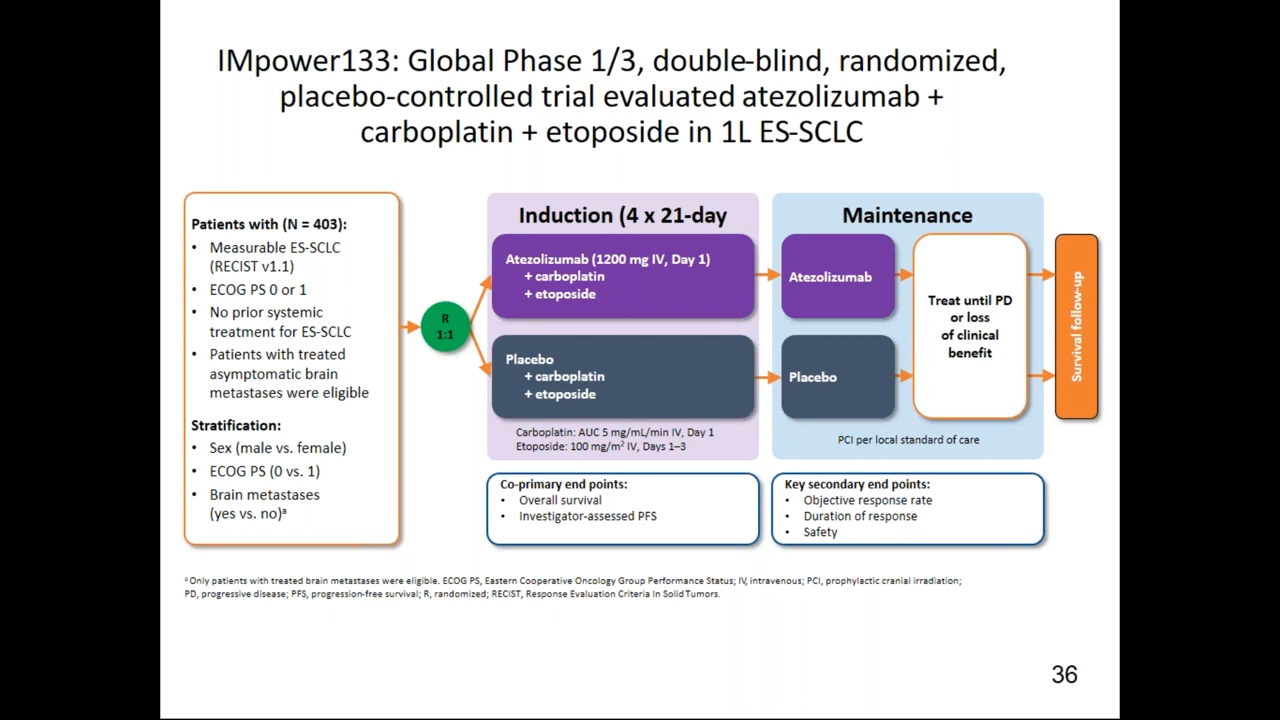 IMpower133: Global Phase 1/3, double-blind, randomized,
placebo-controlled trial evaluated atezolizumab +
carboplatin + etoposide in 1L ES-SCLC
Patients with (N = 403):
• Measurable ES-SCLC
(RECIST v1.1)
• ECOG PS 0 or 1
• No prior systemic
treatment for ES-SCLC
• Patients with treated
asymptomatic brain
metastases were eligible
Stratification:
• Sex (male vs. female)
• ECOG PS (0 vs. 1)
• Brain metastases
(yes vs. no)ᵃ
R
1:1
Induction (4 x 21-day
Atezolizumab (1200 mg IV, Day 1)
+ carboplatin
+ etoposide
Placebo
+ carboplatin
+ etoposide
Carboplatin: AUC 5 mg/mL/min IV, Day 1
Etoposide: 100 mg/m² IV, Days 1–3
Maintenance
Atezolizumab
Placebo
Treat until PD
or loss
of clinical
benefit
PCI per local standard of care
Survival follow-up
Co-primary end points:
• Overall survival
• Investigator-assessed PFS
Key secondary end points:
• Objective response rate
• Duration of response
• Safety
ᵃ Only patients with treated brain metastases were eligible. ECOG PS, Eastern Cooperative Oncology Group Performance Status; IV, intravenous; PCI, prophylactic cranial irradiation;
PD, progressive disease; PFS, progression-free survival; R, randomized; RECIST, Response Evaluation Criteria In Solid Tumors.
36